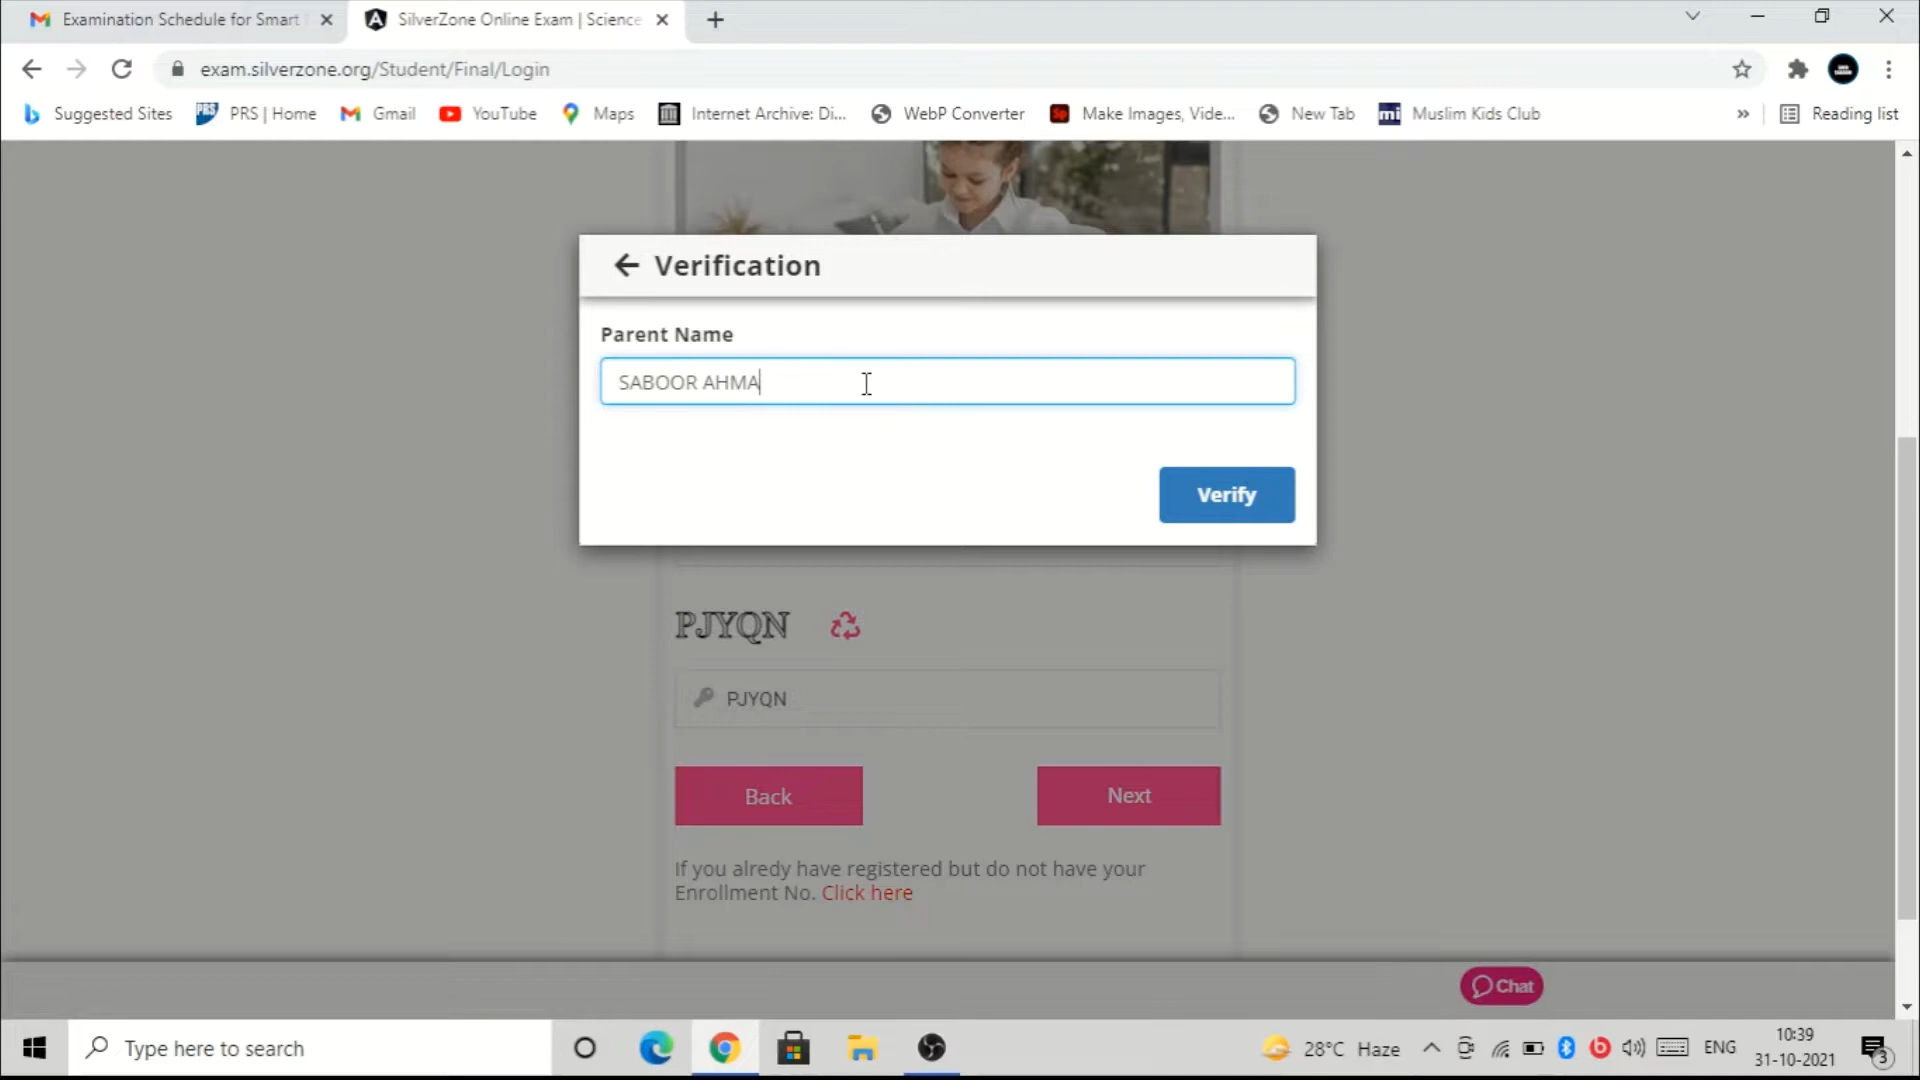 Examination Schedule for Smart
SilverZone Online Exam | Science
exam.silverzone.org/Student/Final/Login
Suggested Sites
PRS | Home
Gmail
YouTube
Maps
Internet Archive: Di...
WebP Converter
Make Images, Vide...
New Tab
Muslim Kids Club
»
Reading list
Verification
Parent Name
SABOOR AHMA
Verify
PJYQN
PJYQN
Back
Next
If you alredy have registered but do not have your
Enrollment No. Click here
Chat
Type here to search
28°C Haze
ENG
10:39
31-10-2021
3